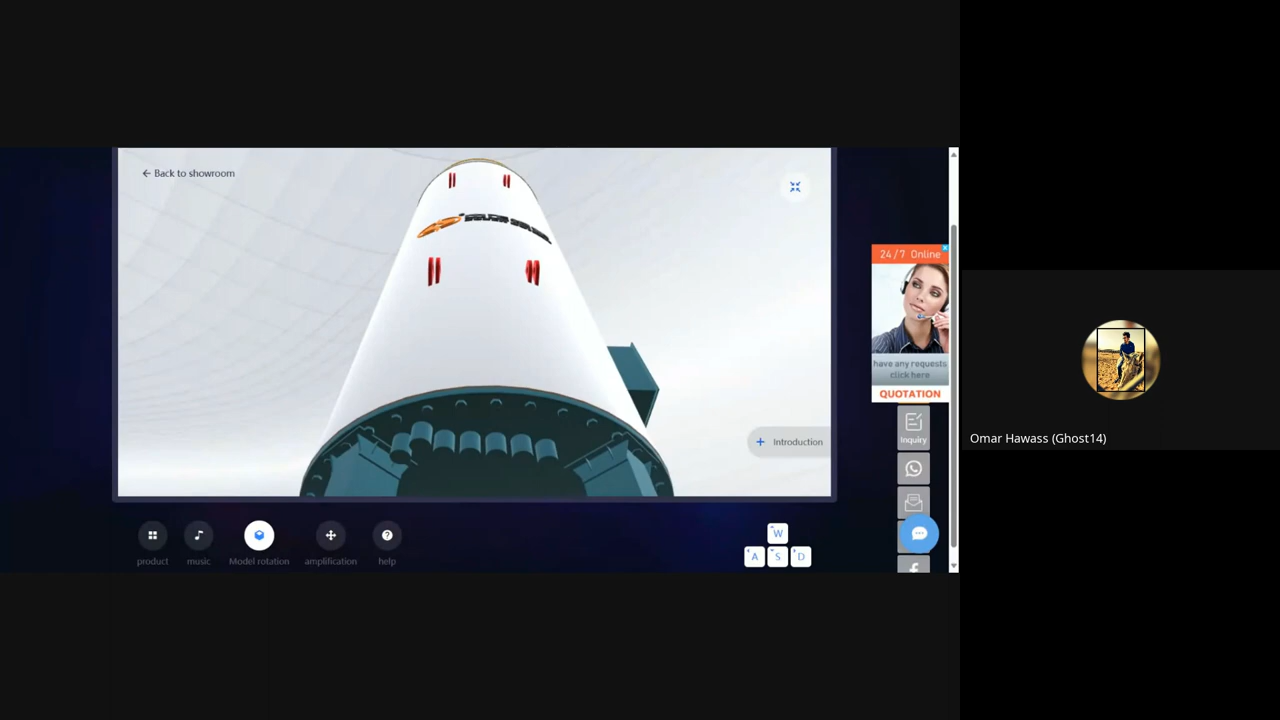 Back to showroom
24/7 Online
have any requests
click here
QUOTATION
Inquiry
Introduction
W
A
S
D
product
music
Model rotation
amplification
help
Omar Hawass (Ghost14)